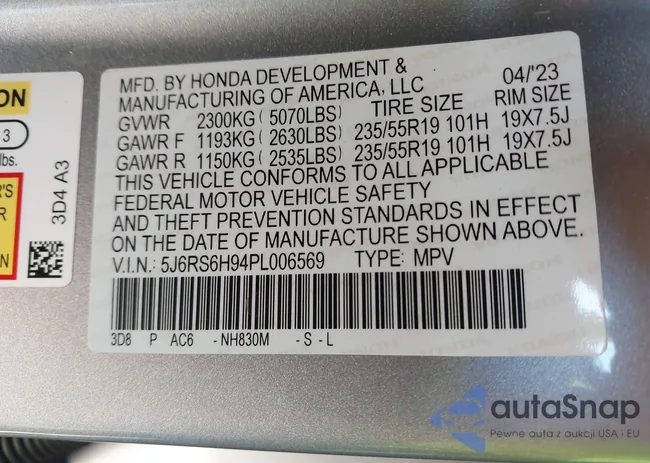 MFD. BY HONDA DEVELOPMENT &
MANUFACTURING OF AMERICA, LLC 04/'23
GVWR 2300KG (5070LBS) TIRE SIZE RIM SIZE
GAWR F 1193KG (2630LBS) 235/55R19 101H 19X7.5J
GAWR R 1150KG (2535LBS) 235/55R19 101H 19X7.5J
THIS VEHICLE CONFORMS TO ALL APPLICABLE
FEDERAL MOTOR VEHICLE SAFETY
AND THEFT PREVENTION STANDARDS IN EFFECT
ON THE DATE OF MANUFACTURE SHOWN ABOVE.
V.I.N.: 5J6RS6H94PL006569 TYPE: MPV
3D8 P AC6 -NH830M -S-L
ON
3
lbs.
'S
R
N
3D4 A3
autaSnap
Pewne auta z aukcji USA i EU